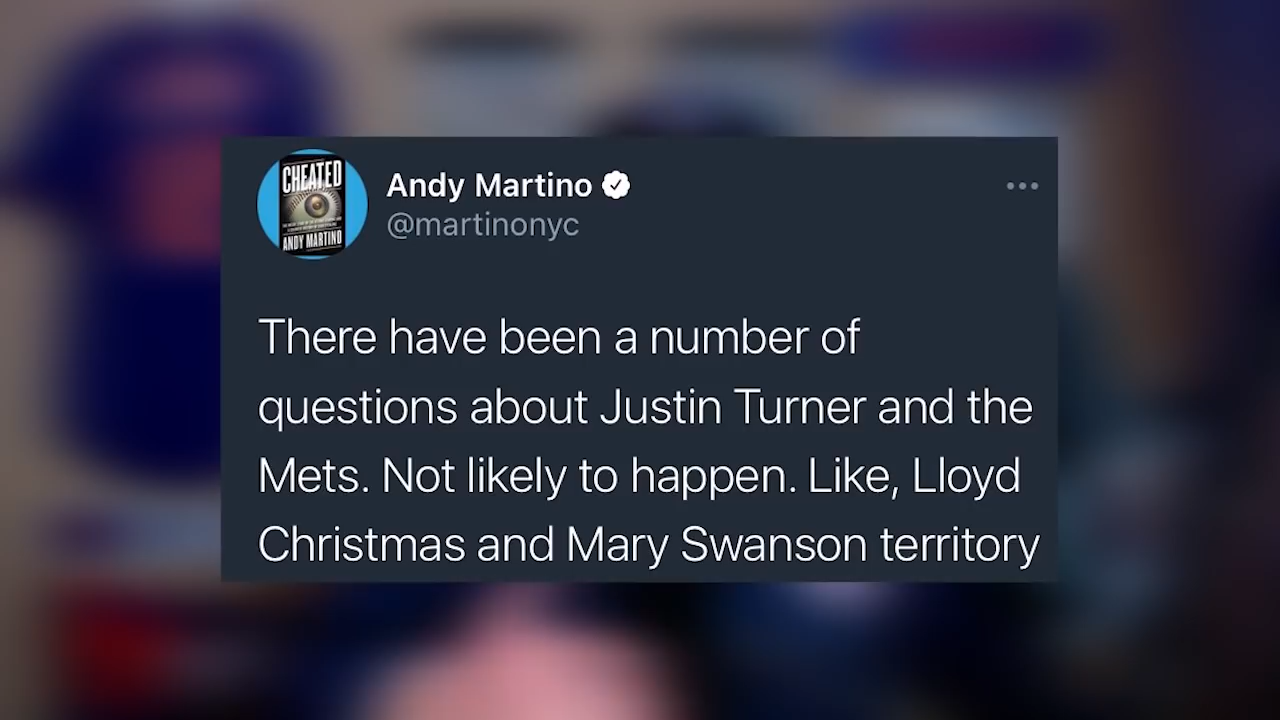 CHEATED
ANDY MARTINO
Andy Martino
@martinonyc
There have been a number of
questions about Justin Turner and the
Mets. Not likely to happen. Like, Lloyd
Christmas and Mary Swanson territory